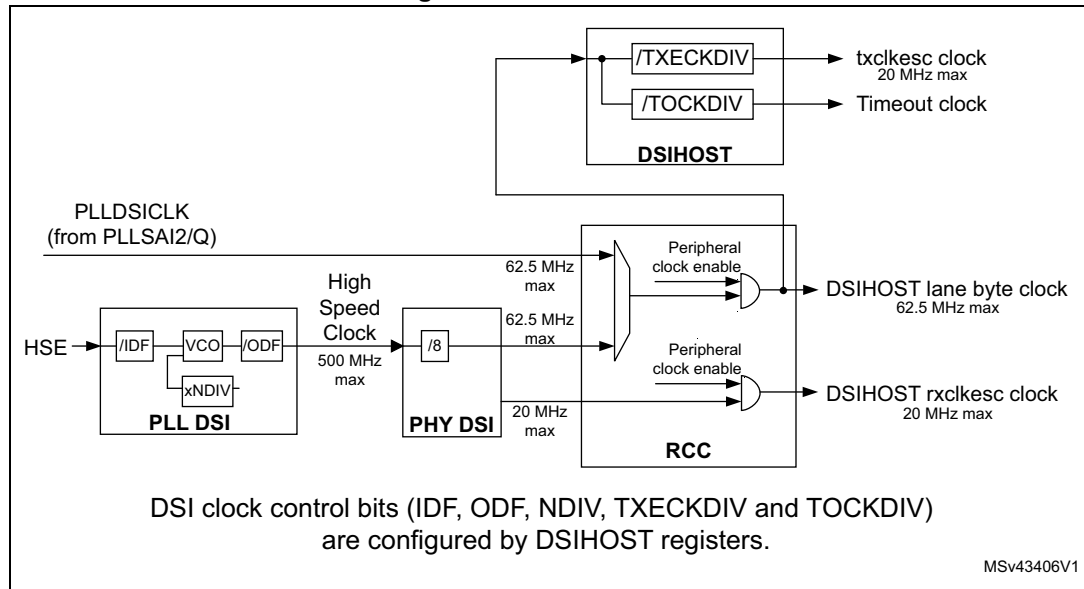 /TXECKDIV
txclkesc clock
20 MHz max
/TOCKDIV
Timeout clock
DSIHOST
PLLDSICLK
(from PLLSAI2/Q)
62.5 MHz
max
Peripheral
clock enable
DSIHOST lane byte clock
62.5 MHz max
High
Speed
Clock
500 MHz
max
62.5 MHz
max
HSE
/IDF
VCO
/ODF
xNDIV
PLL DSI
/8
PHY DSI
20 MHz
max
Peripheral
clock enable
DSIHOST rxclkesc clock
20 MHz max
RCC
DSI clock control bits (IDF, ODF, NDIV, TXECKDIV and TOCKDIV)
are configured by DSIHOST registers.
MSv43406V1